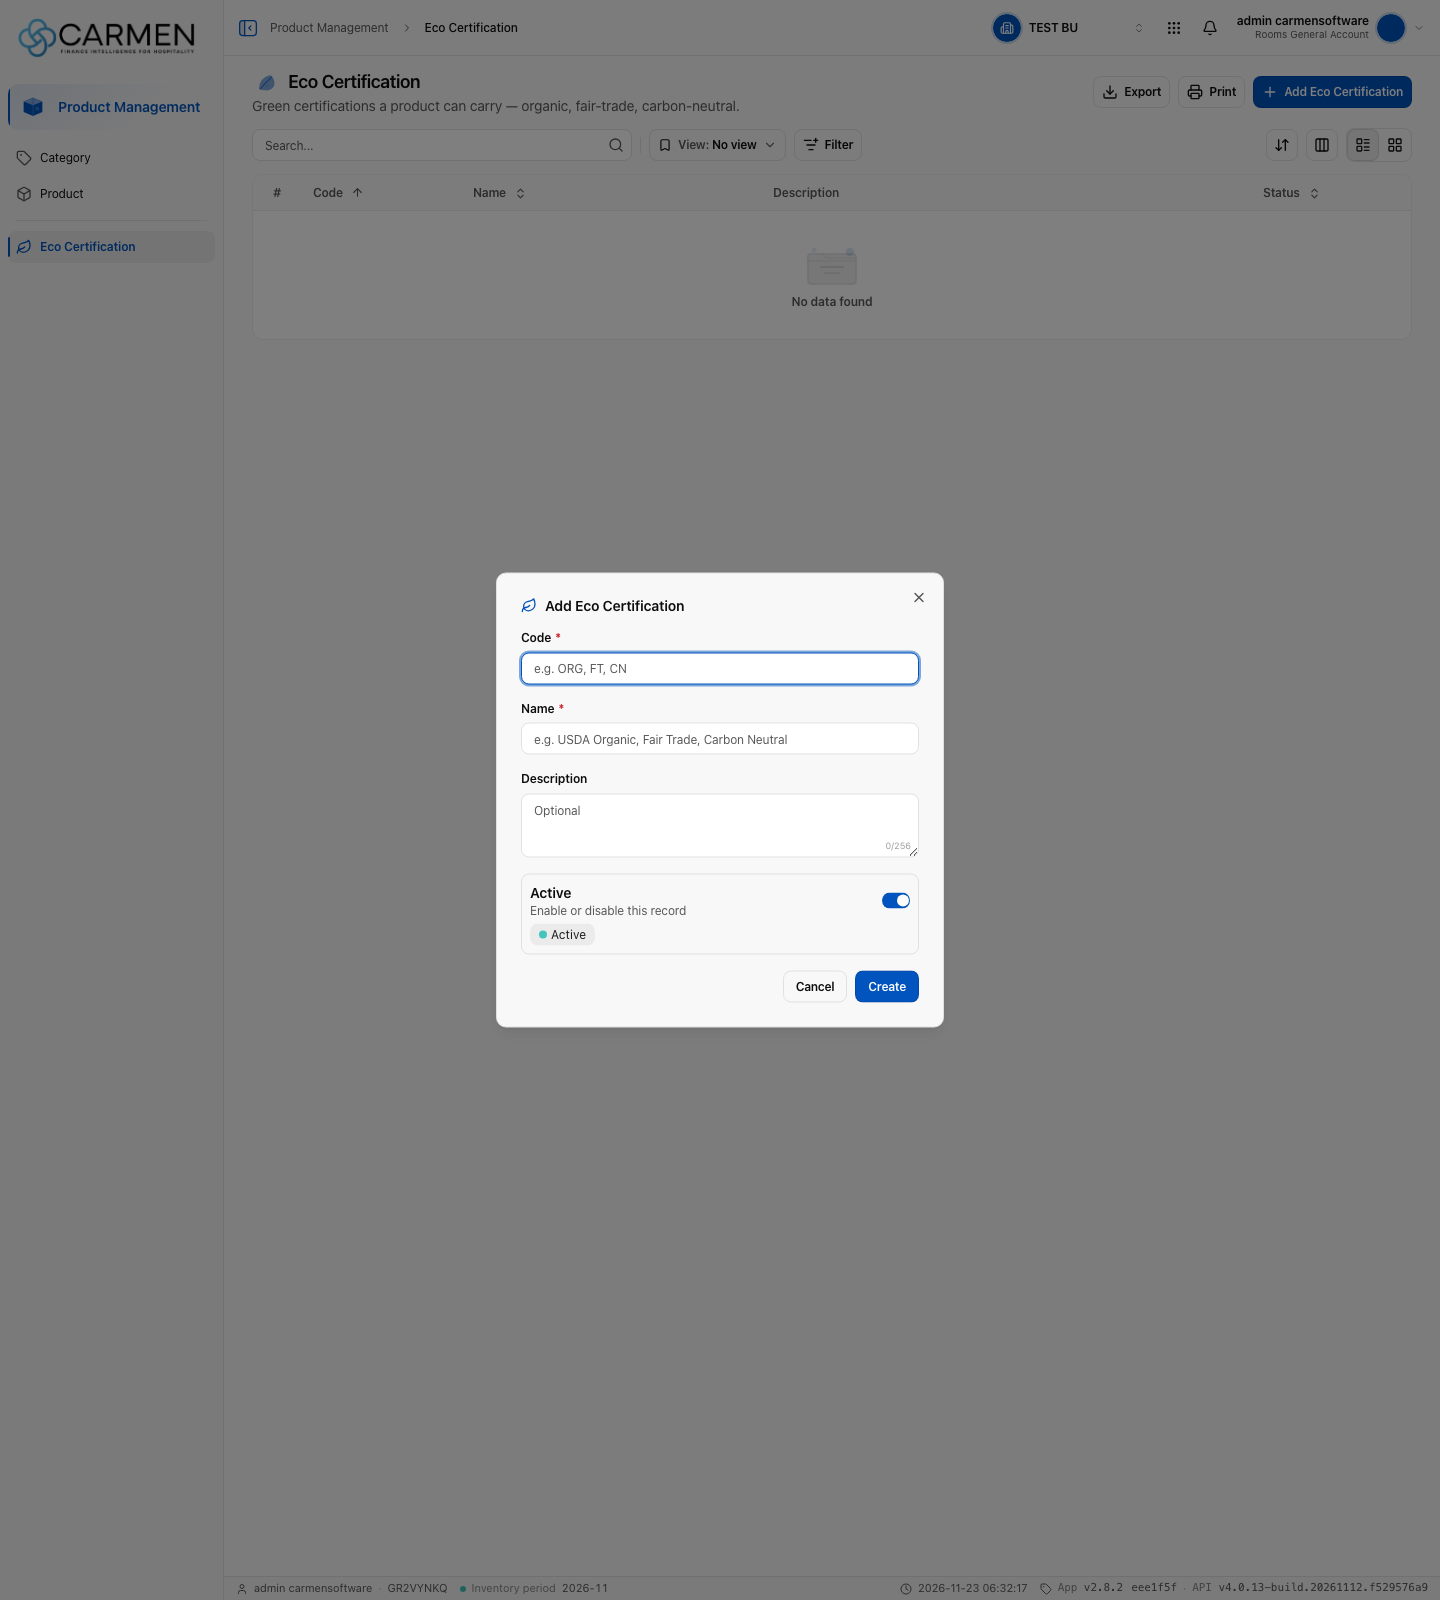 CARMEN
FINANCE INTELLIGENCE FOR HOSPITALITY
Product Management
Category
Product
Eco Certification
Product Management > Eco Certification
TEST BU
admin carmensoftware
Rooms General Account
Eco Certification
Green certifications a product can carry — organic, fair-trade, carbon-neutral.
Export
Print
Add Eco Certification
Search...
View: No view
Filter
# Code Name Description Status
No data found
Add Eco Certification
Code *
e.g. ORG, FT, CN
Name *
e.g. USDA Organic, Fair Trade, Carbon Neutral
Description
Optional
0/256
Active
Enable or disable this record
Active
Cancel
Create
admin carmensoftware · GR2VYNKQ Inventory period 2026-11
2026-11-23 06:32:17 App v2.8.2 eee1f5f · API v4.0.13-build.20261112.f529576a9